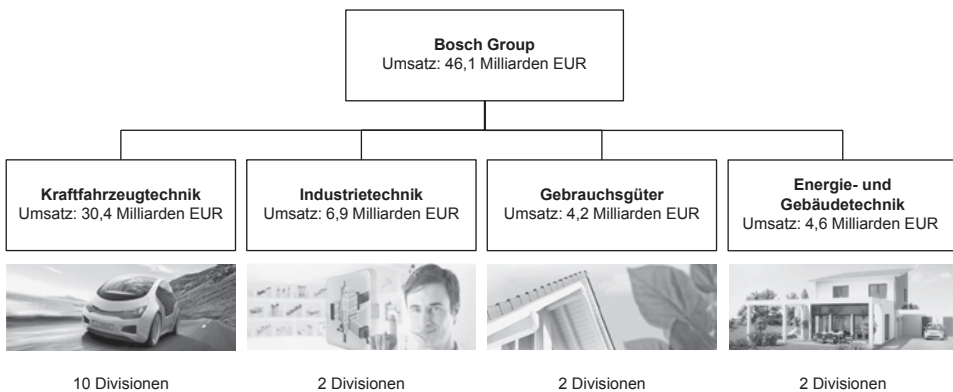 Bosch Group
Umsatz: 46,1 Milliarden EUR
Kraftfahrzeugtechnik
Umsatz: 30,4 Milliarden EUR
Industrietechnik
Umsatz: 6,9 Milliarden EUR
Gebrauchsgüter
Umsatz: 4,2 Milliarden EUR
Energie- und
Gebäudetechnik
Umsatz: 4,6 Milliarden EUR
10 Divisionen
2 Divisionen
2 Divisionen
2 Divisionen